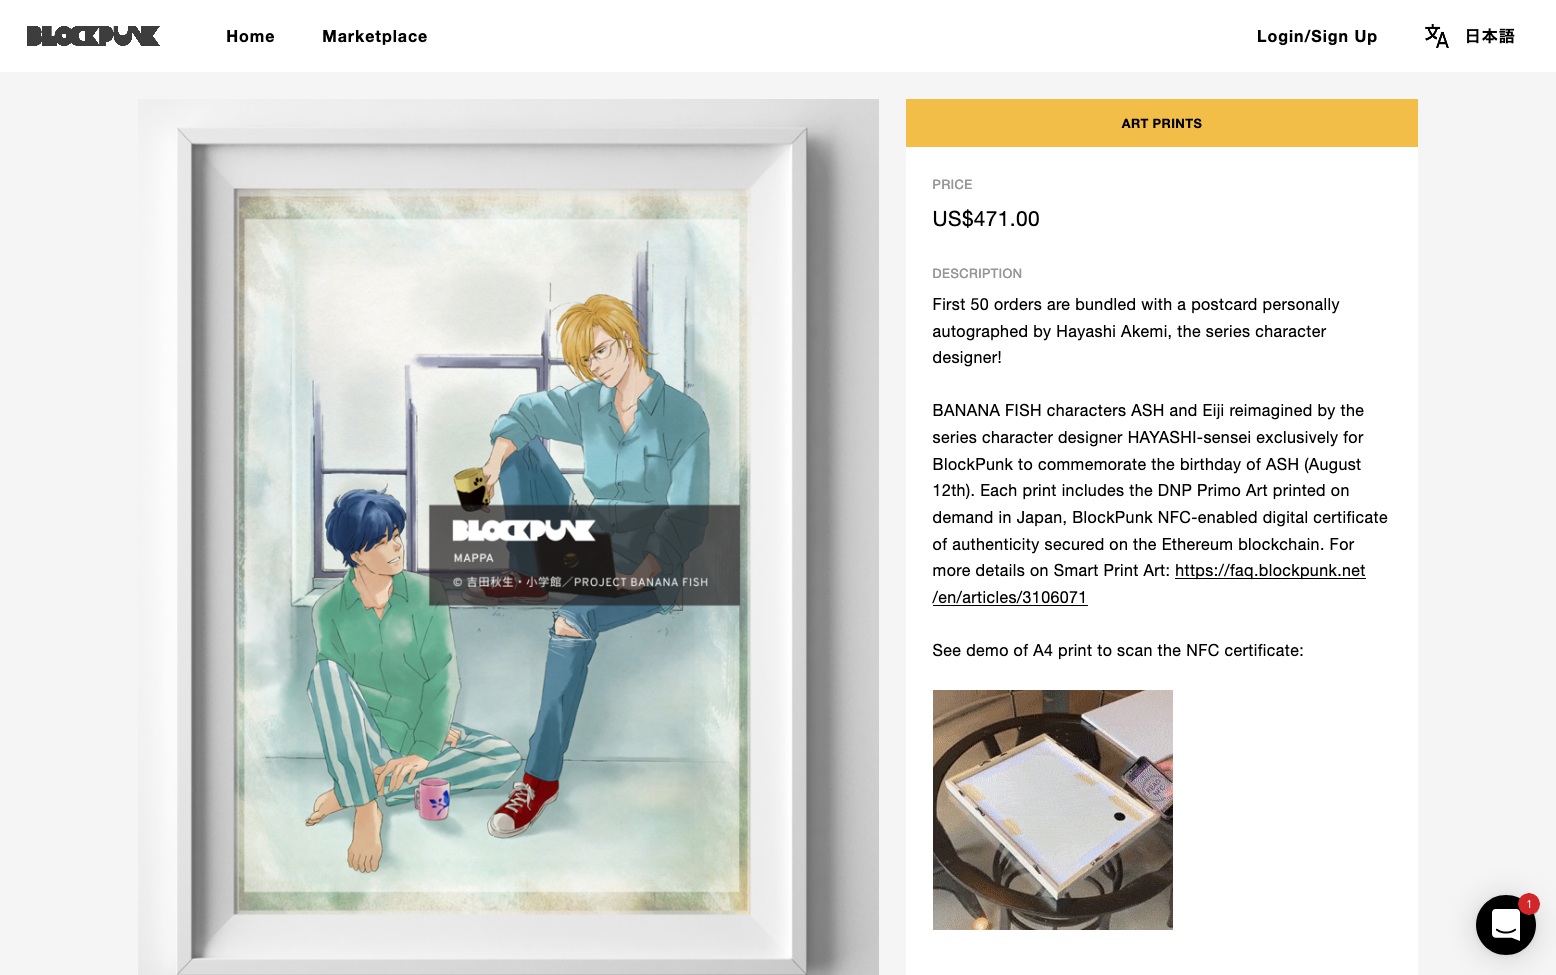 BLOCKPUNK
Home
Marketplace
Login/Sign Up
日本語
BLOCKPUNK
MAPPA
© 吉田秋生・小学館／PROJECT BANANA FISH
ART PRINTS
PRICE
US$471.00
DESCRIPTION
First 50 orders are bundled with a postcard personally
autographed by Hayashi Akemi, the series character
designer!
BANANA FISH characters ASH and Eiji reimagined by the
series character designer HAYASHI-sensei exclusively for
BlockPunk to commemorate the birthday of ASH (August
12th). Each print includes the DNP Primo Art printed on
demand in Japan, BlockPunk NFC-enabled digital certificate
of authenticity secured on the Ethereum blockchain. For
more details on Smart Print Art: https://faq.blockpunk.net
/en/articles/3106071
See demo of A4 print to scan the NFC certificate:
READ
NFC
1